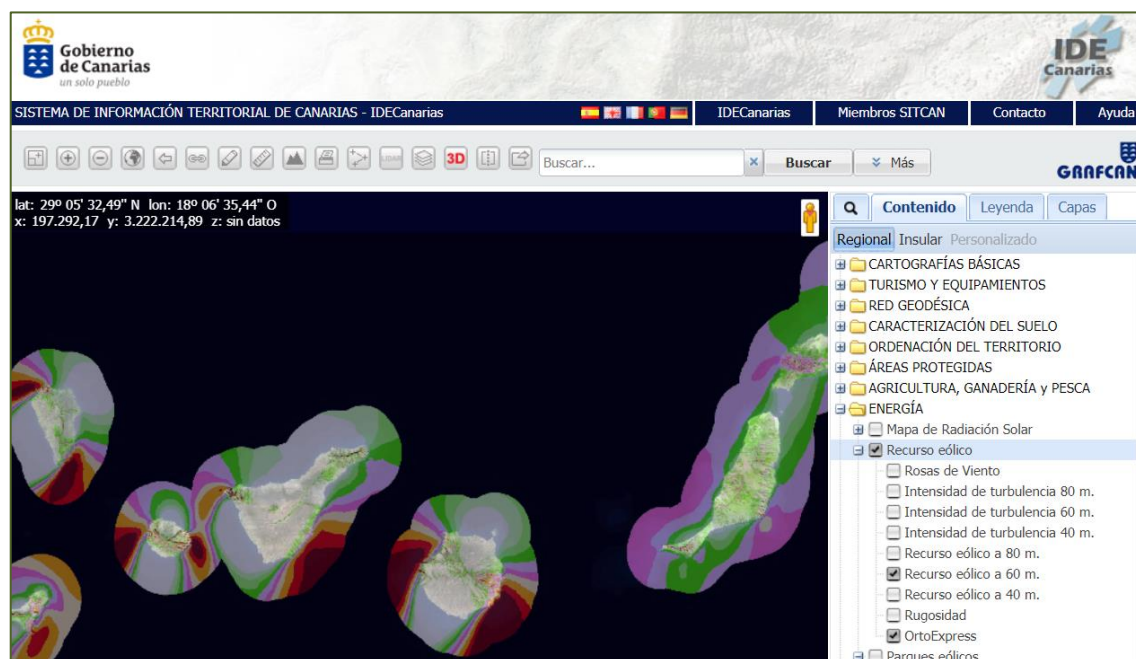 Gobierno
de Canarias
un solo pueblo
IDE
Canarias
SISTEMA DE INFORMACIÓN TERRITORIAL DE CANARIAS - IDECanarias
IDECanarias
Miembros SITCAN
Contacto
Ayuda
LIDAR
3D
Buscar...
Buscar
Más
GRAFCAN
lat: 29º 05' 32,49" N lon: 18º 06' 35,44" O
x: 197.292,17 y: 3.222.214,89 z: sin datos
Contenido
Leyenda
Capas
Regional Insular Personalizado
CARTOGRAFÍAS BÁSICAS
TURISMO Y EQUIPAMIENTOS
RED GEODÉSICA
CARACTERIZACIÓN DEL SUELO
ORDENACIÓN DEL TERRITORIO
ÁREAS PROTEGIDAS
AGRICULTURA, GANADERÍA y PESCA
ENERGÍA
Mapa de Radiación Solar
Recurso eólico
Rosas de Viento
Intensidad de turbulencia 80 m.
Intensidad de turbulencia 60 m.
Intensidad de turbulencia 40 m.
Recurso eólico a 80 m.
Recurso eólico a 60 m.
Recurso eólico a 40 m.
Rugosidad
OrtoExpress
Parques eólicos